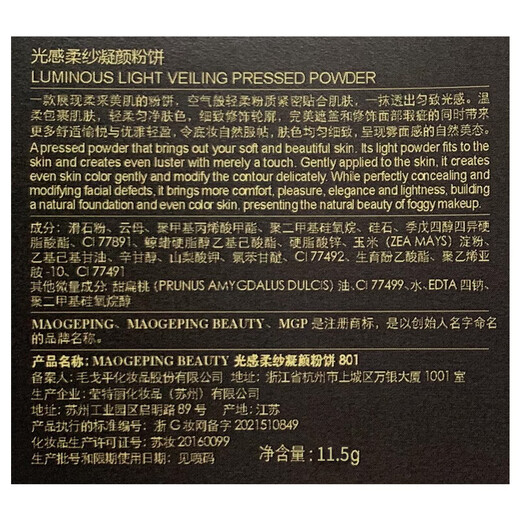 光感柔纱凝颜粉饼
LUMINOUS LIGHT VEILING PRESSED POWDER
一款展现柔采美肌的粉饼，空气般轻柔粉质紧密贴合肌肤，一抹透出匀致光感。温
柔包裹肌肤，轻柔匀净肤色，细致修饰轮廓，完美遮盖和修饰面部瑕疵的同时带来
更多舒适愉悦与优雅轻盈，令底妆自然服帖，肤色均匀细致，呈现雾面感的自然美态。
A pressed powder that brings out your soft and beautiful skin. Its light powder fits to the
skin and creates even luster with merely a touch. Gently applied to the skin, it creates
even skin color gently and modify the contour delicately. While perfectly concealing and
modifying facial defects, it brings more comfort, pleasure, elegance and lightness, building
a natural foundation and even color skin, presenting the natural beauty of foggy makeup.
成分：滑石粉、云母、聚甲基丙烯酸甲酯、聚二甲基硅氧烷、硅石、季戊四醇四异硬
脂酸酯、CI 77891、鲸蜡硬脂醇乙基己酸酯、硬脂酸锌、玉米（ZEA MAYS）淀粉、
乙基己基甘油、辛甘醇、山梨酸钾、氯苯甘醚、CI 77492、生育酚乙酸酯、聚乙烯亚
胺-10、CI 77491
其他微量成分：甜扁桃（PRUNUS AMYGDALUS DULCIS）油、CI 77499、水、EDTA 四钠、
聚二甲基硅氧烷醇
MAOGEPING、MAOGEPING BEAUTY、MGP 是注册商标，是以创始人名字命名
的品牌名称。
产品名称：MAOGEPING BEAUTY 光感柔纱凝颜粉饼 801
备案人：毛戈平化妆品股份有限公司 地址：浙江省杭州市上城区万银大厦 1001 室
生产企业：莹特丽化妆品（苏州）有限公司
地址：苏州工业园区启明路 89 号 产地：江苏
产品执行的标准编号：浙 G 妆网备字 2021510849
化妆品生产许可证号：苏妆 20160099
生产批号和限期使用日期：见喷码
净含量：11.5g